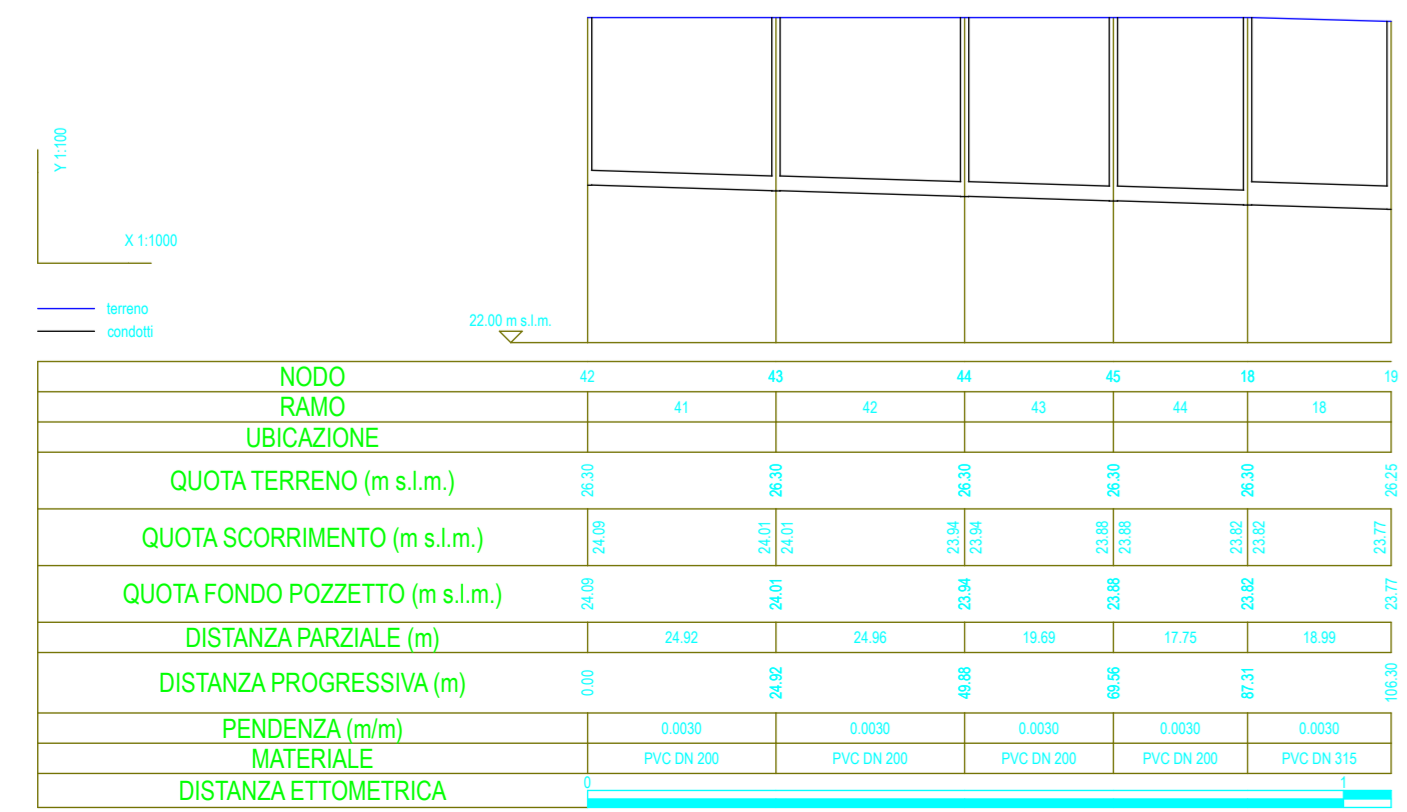 Y 1:100
X 1:1000
terreno
condotti
22.00 m s.l.m.
NODO 42 43 44 45 18 19
RAMO 41 42 43 44 18
UBICAZIONE
QUOTA TERRENO (m s.l.m.) 26.30 26.30 26.30 26.30 26.30 26.25
QUOTA SCORRIMENTO (m s.l.m.) 24.09 24.01 24.01 23.94 23.94 23.88 23.88 23.82 23.82 23.77
QUOTA FONDO POZZETTO (m s.l.m.) 24.09 24.01 23.94 23.88 23.82 23.77
DISTANZA PARZIALE (m) 24.92 24.96 19.69 17.75 18.99
DISTANZA PROGRESSIVA (m) 0.00 24.92 49.88 69.56 87.31 106.30
PENDENZA (m/m) 0.0030 0.0030 0.0030 0.0030 0.0030
MATERIALE PVC DN 200 PVC DN 200 PVC DN 200 PVC DN 200 PVC DN 315
DISTANZA ETTOMETRICA 0 1